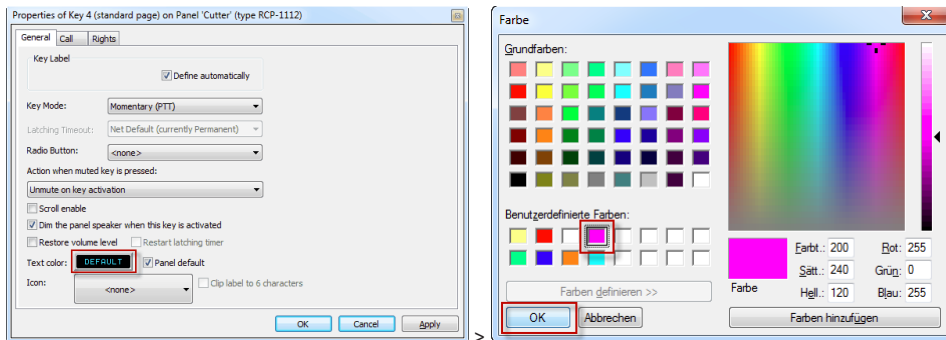 Properties of Key 4 (standard page) on Panel 'Cutter' (type RCP-1112)
General Call Rights
Key Label
Define automatically
Key Mode: Momentary (PTT)
Latching Timeout: Net Default (currently Permanent)
Radio Button: <none>
Action when muted key is pressed:
Unmute on key activation
Scroll enable
Dim the panel speaker when this key is activated
Restore volume level Restart latching timer
Text color: DEFAULT Panel default
Icon: <none> Clip label to 6 characters
OK Cancel Apply
>
Farbe
Grundfarben:
Benutzerdefinierte Farben:
Farben definieren >>
OK Abbrechen
Farbe
Farbt.: 200 Rot: 255
Sätt.: 240 Grün: 0
Hell.: 120 Blau: 255
Farben hinzufügen